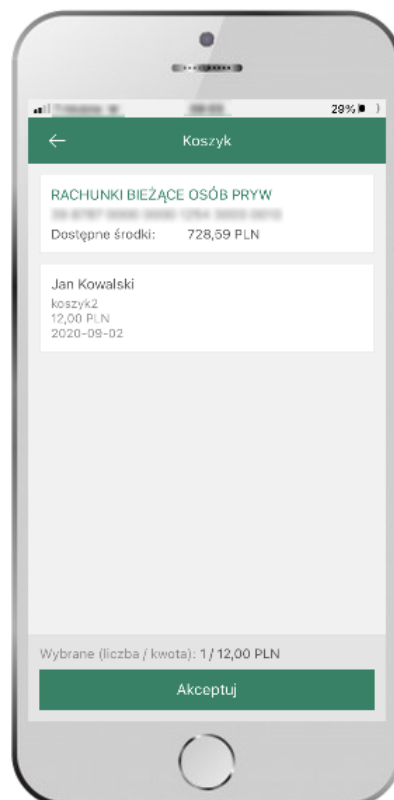 29%
Koszyk
RACHUNKI BIEŻĄCE OSÓB PRYW
Dostępne środki: 728,59 PLN
Jan Kowalski
koszyk2
12,00 PLN
2020-09-02
Wybrane (liczba / kwota): 1 / 12,00 PLN
Akceptuj